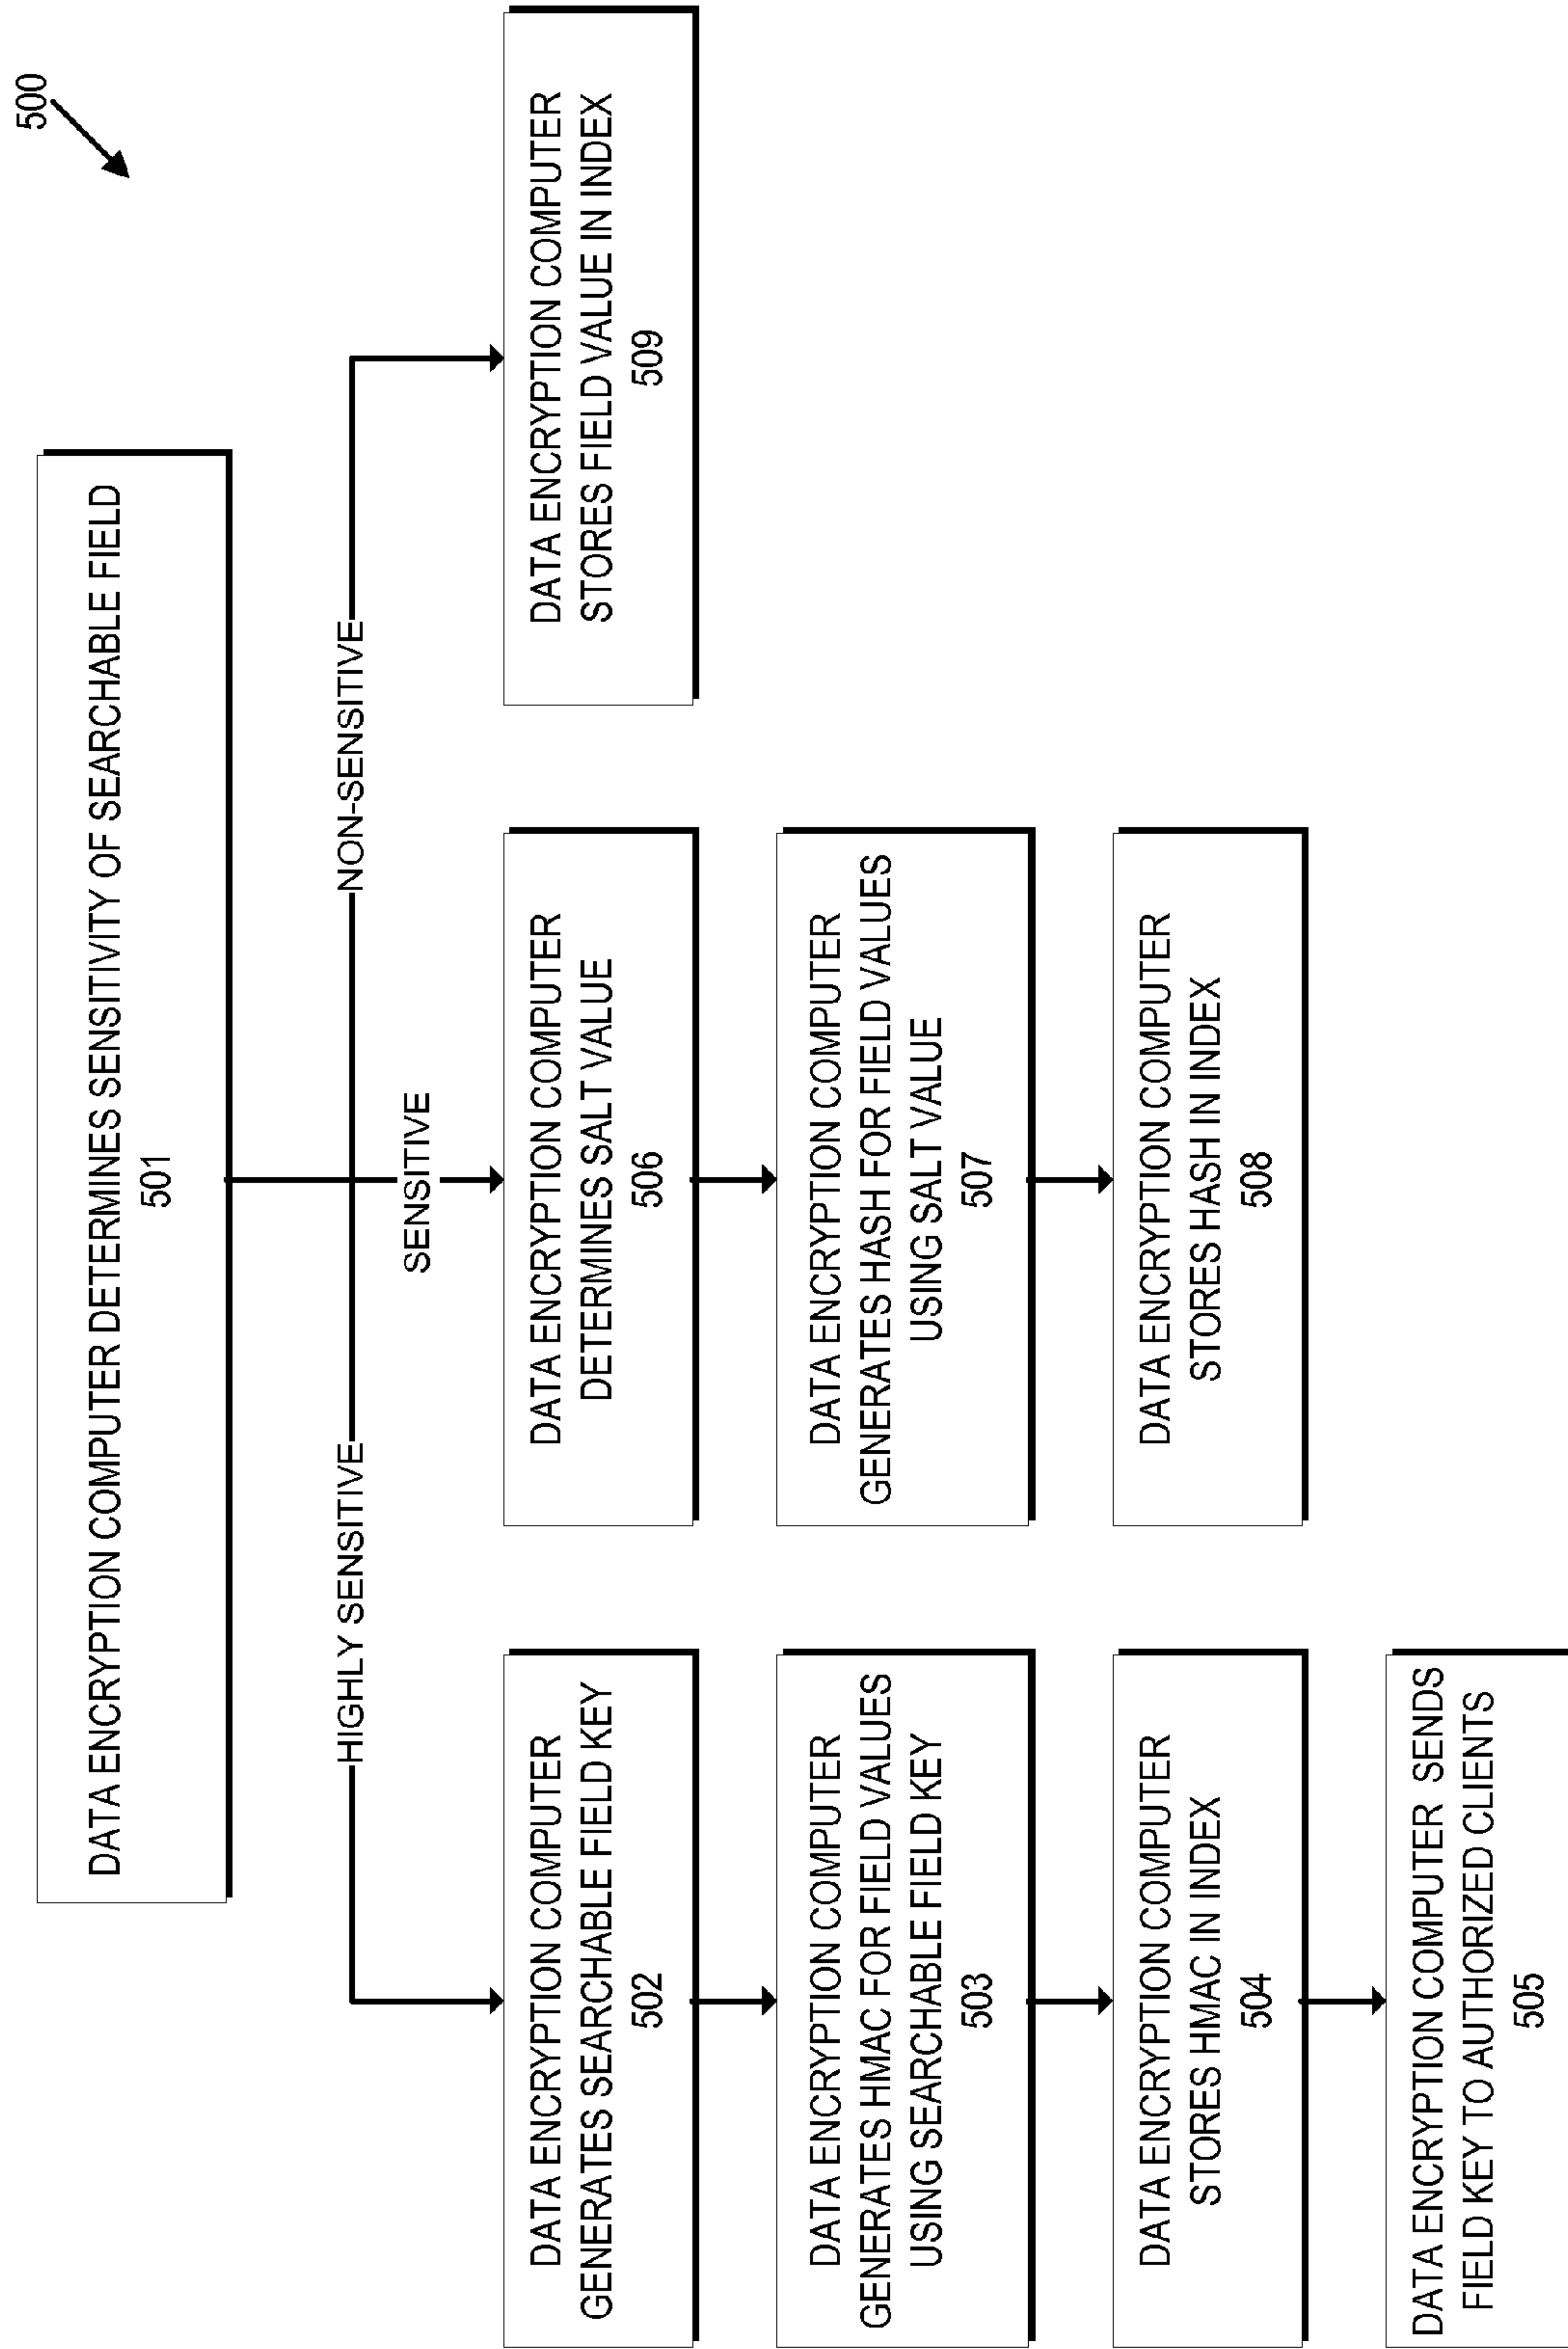 500
DATA ENCRYPTION COMPUTER DETERMINES SENSITIVITY OF SEARCHABLE FIELD
501
HIGHLY SENSITIVE
SENSITIVE
NON-SENSITIVE
DATA ENCRYPTION COMPUTER
GENERATES SEARCHABLE FIELD KEY
502
DATA ENCRYPTION COMPUTER
GENERATES HMAC FOR FIELD VALUES
USING SEARCHABLE FIELD KEY
503
DATA ENCRYPTION COMPUTER
STORES HMAC IN INDEX
504
DATA ENCRYPTION COMPUTER SENDS
FIELD KEY TO AUTHORIZED CLIENTS
505
DATA ENCRYPTION COMPUTER
DETERMINES SALT VALUE
506
DATA ENCRYPTION COMPUTER
GENERATES HASH FOR FIELD VALUES
USING SALT VALUE
507
DATA ENCRYPTION COMPUTER
STORES HASH IN INDEX
508
DATA ENCRYPTION COMPUTER
STORES FIELD VALUE IN INDEX
509